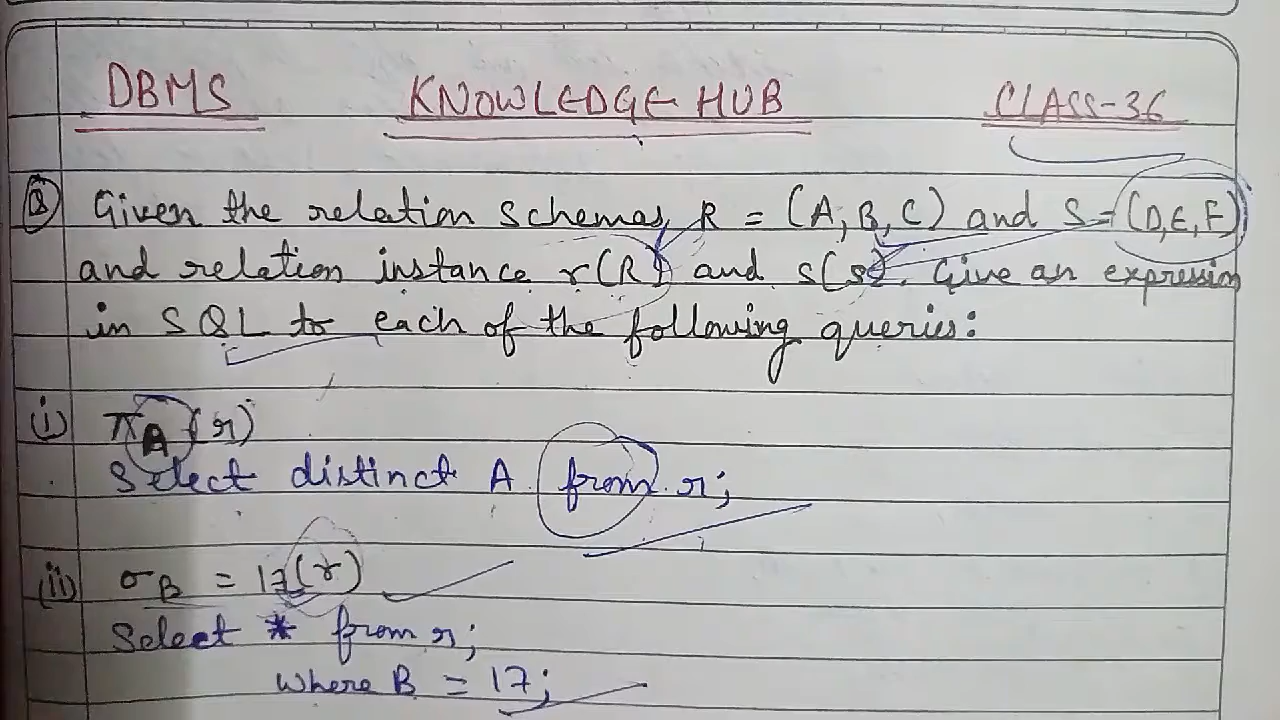 DBMS KNOWLEDGE HUB CLASS-36
Q Given the relation schemas R = (A, B, C) and S = (D, E, F)
and relation instance r(R) and s(S). Give an expression
in SQL to each of the following queries:
(i) πA (r)
Select distinct A from r;
(ii) σB = 17(r)
Select * from r;
where B = 17;